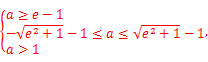 a ≥ e − 1
−√(e² + 1) − 1 ≤ a ≤ √(e² + 1) − 1,
a > 1